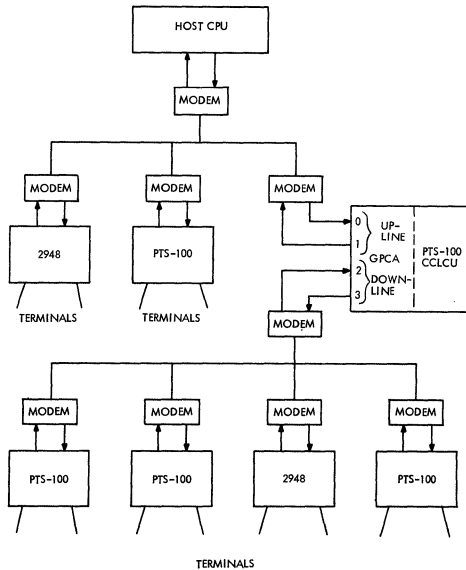 HOST CPU
MODEM
MODEM
MODEM
MODEM
2948
PTS-100
0
1
UP-
LINE
GPCA
2
3
DOWN-
LINE
PTS-100
CCLCU
TERMINALS
TERMINALS
MODEM
MODEM
MODEM
MODEM
MODEM
PTS-100
PTS-100
2948
PTS-100
TERMINALS